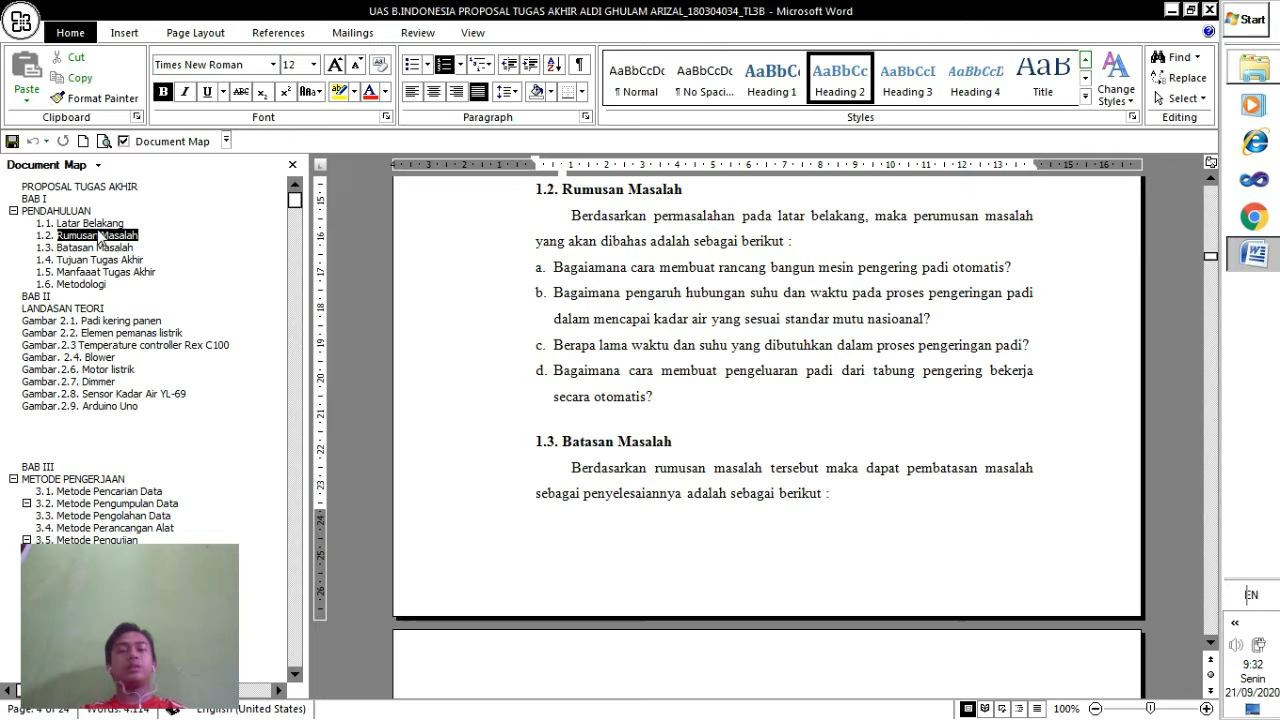 UAS B.INDONESIA PROPOSAL TUGAS AKHIR ALDI GHULAM ARIZAL_180304034_TL3B - Microsoft Word
Start
Home Insert Page Layout References Mailings Review View
Paste
Cut
Copy
Format Painter
Clipboard
Times New Roman 12
Font
Paragraph
AaBbCcDc AaBbCcDc AaBbC AaBbCc AaBbCcI AaBbCcD AaB
¶ Normal ¶ No Spaci... Heading 1 Heading 2 Heading 3 Heading 4 Title
Change Styles
Styles
Find
Replace
Select
Editing
Document Map
Document Map
PROPOSAL TUGAS AKHIR
BAB I
PENDAHULUAN
1.1. Latar Belakang
1.2. Rumusan Masalah
1.3. Batasan Masalah
1.4. Tujuan Tugas Akhir
1.5. Manfaaat Tugas Akhir
1.6. Metodologi
BAB II
LANDASAN TEORI
Gambar 2.1. Padi kering panen
Gambar 2.2. Elemen pemanas listrik
Gambar.2.3 Temperature controller Rex C100
Gambar. 2.4. Blower
Gambar.2.6. Motor listrik
Gambar.2.7. Dimmer
Gambar.2.8. Sensor Kadar Air YL-69
Gambar.2.9. Arduino Uno
BAB III
METODE PENGERJAAN
3.1. Metode Pencarian Data
3.2. Metode Pengumpulan Data
3.3. Metode Pengolahan Data
3.4. Metode Perancangan Alat
3.5. Metode Pengujian
1.2. Rumusan Masalah
Berdasarkan permasalahan pada latar belakang, maka perumusan masalah
yang akan dibahas adalah sebagai berikut :
a. Bagaiamana cara membuat rancang bangun mesin pengering padi otomatis?
b. Bagaimana pengaruh hubungan suhu dan waktu pada proses pengeringan padi
dalam mencapai kadar air yang sesuai standar mutu nasioanal?
c. Berapa lama waktu dan suhu yang dibutuhkan dalam proses pengeringan padi?
d. Bagaimana cara membuat pengeluaran padi dari tabung pengering bekerja
secara otomatis?
1.3. Batasan Masalah
Berdasarkan rumusan masalah tersebut maka dapat pembatasan masalah
sebagai penyelesaiannya adalah sebagai berikut :
EN
9:32
Senin
21/09/2020
Page: 4 of 24 Words: 4.114 English (United States) 100%